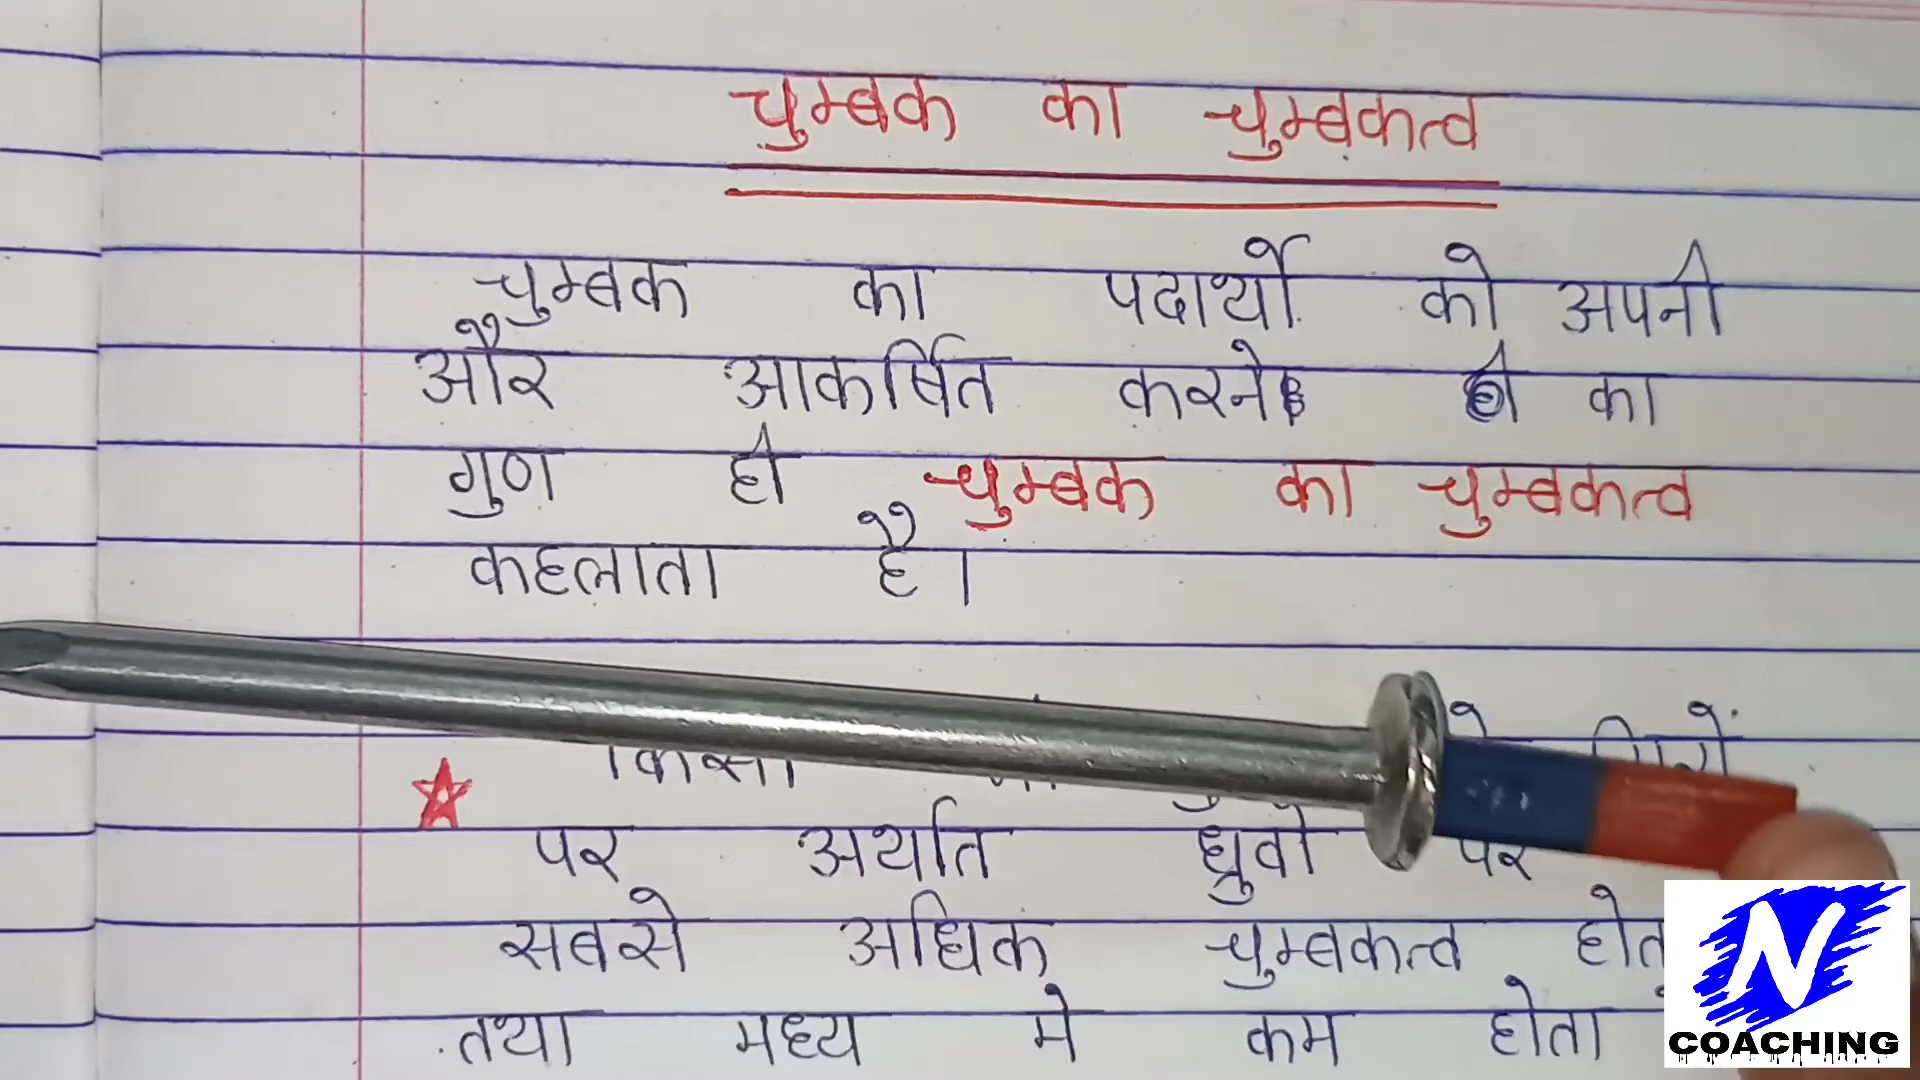 चुम्बक का चुम्बकत्व
चुम्बक का पदार्थों को अपनी
और आकर्षित करने का
गुण ही चुम्बक का चुम्बकत्व
कहलाता है।
पर अर्थात ध्रुवों पर
सबसे अधिक चुम्बकत्व
तथा मध्य मे कम होता
N
COACHING